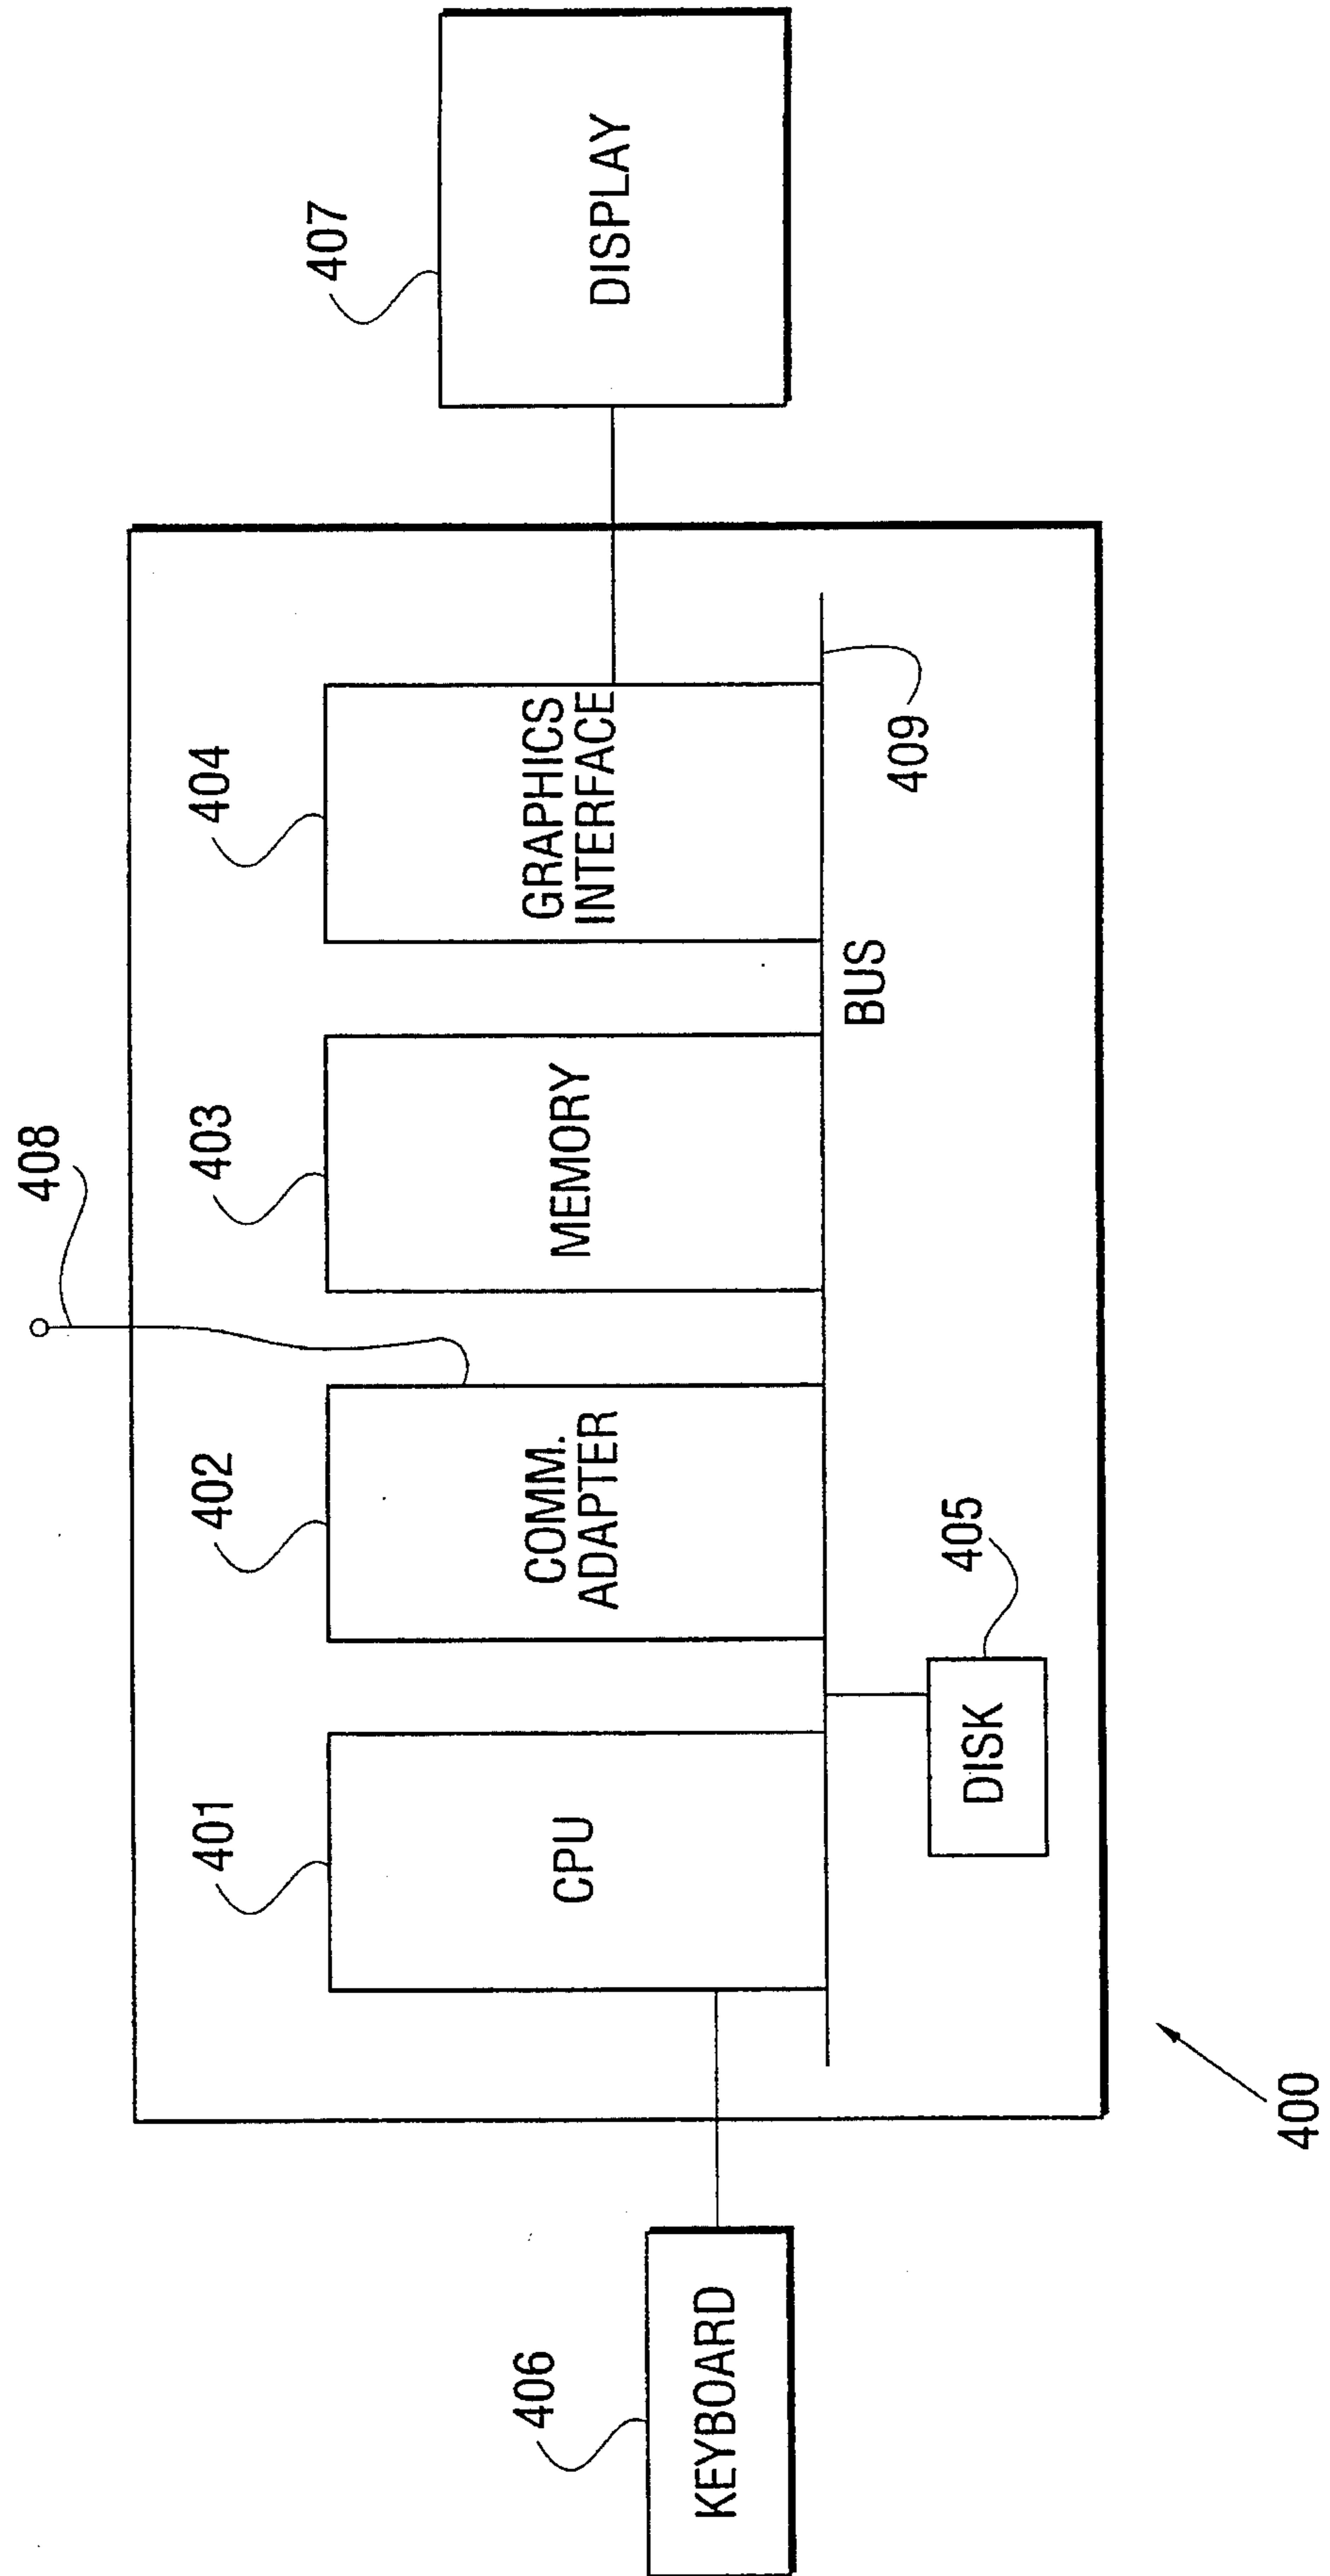 408
401
402
403
404
407
CPU
COMM.
ADAPTER
MEMORY
GRAPHICS
INTERFACE
DISPLAY
406
KEYBOARD
BUS
409
405
DISK
400